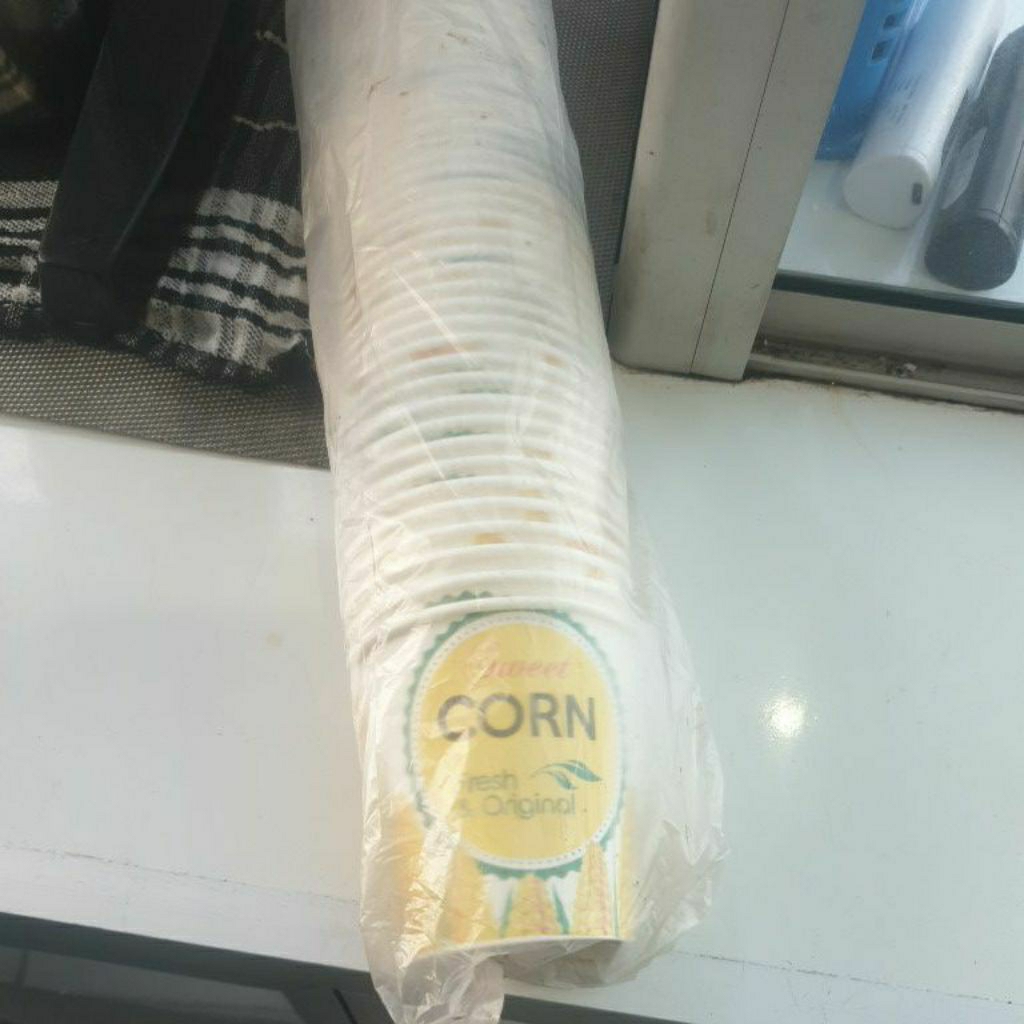 Sweet
CORN
Fresh
& Original